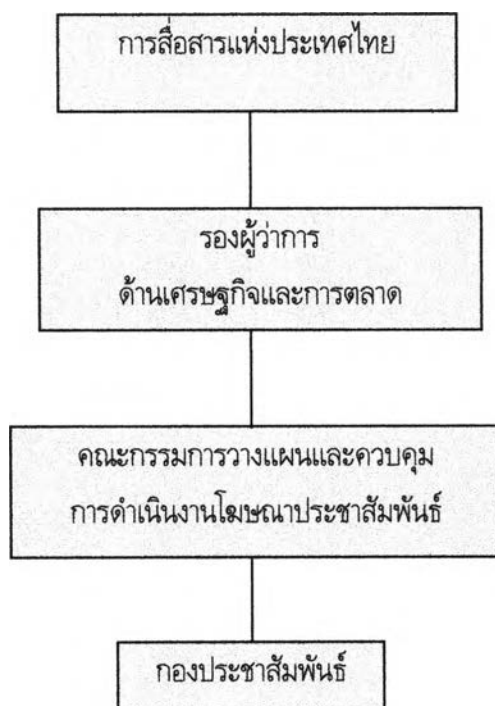 การสื่อสารแห่งประเทศไทย
รองผู้ว่าการ
ด้านเศรษฐกิจและการตลาด
คณะกรรมการวางแผนและควบคุม
การดำเนินงานโฆษณาประชาสัมพันธ์
กองประชาสัมพันธ์